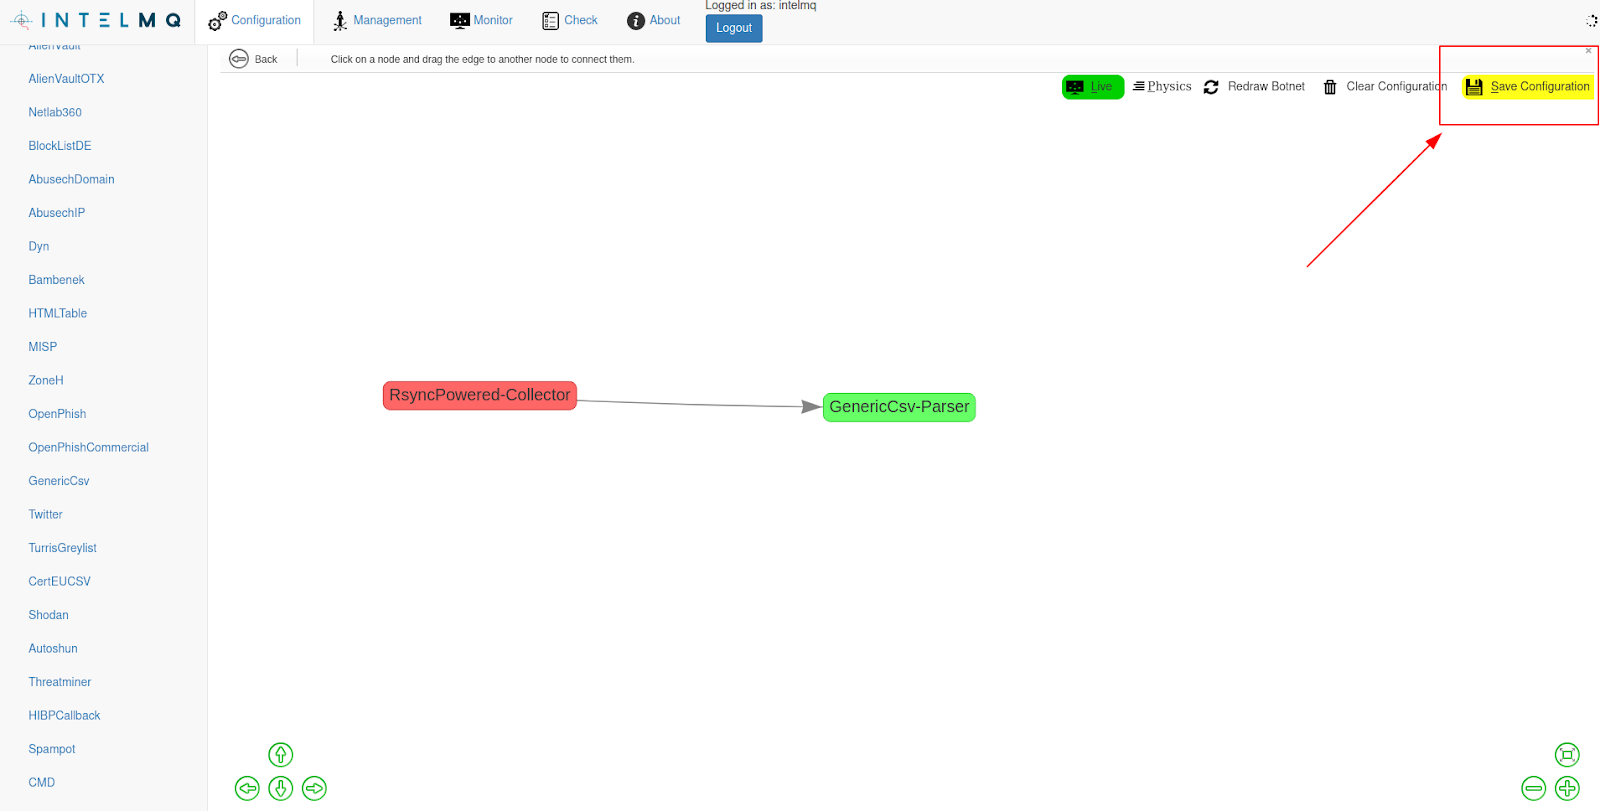 INTELMQ
Configuration
Management
Monitor
Check
About
Logged in as: intelmq
Logout
AlienVault
AlienVaultOTX
Netlab360
BlockListDE
AbusechDomain
AbusechIP
Dyn
Bambenek
HTMLTable
MISP
ZoneH
OpenPhish
OpenPhishCommercial
GenericCsv
Twitter
TurrisGreylist
CertEUCSV
Shodan
Autoshun
Threatminer
HIBPCallback
Spampot
CMD
Back
Click on a node and drag the edge to another node to connect them.
Live
Physics
Redraw Botnet
Clear Configuration
Save Configuration
RsyncPowered-Collector
GenericCsv-Parser